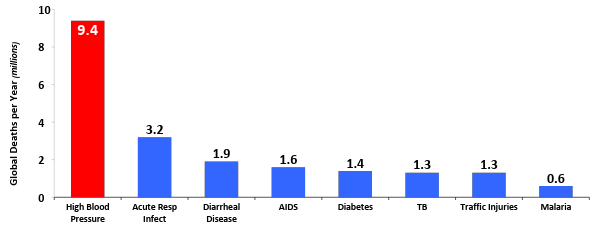 Global Deaths per Year (millions)
10
8
6
4
2
0
9.4
3.2
1.9
1.6
1.4
1.3
1.3
0.6
High Blood
Pressure
Acute Resp
Infect
Diarrheal
Disease
AIDS
Diabetes
TB
Traffic Injuries
Malaria